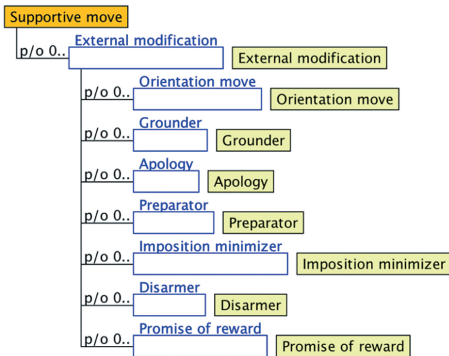 Supportive move
p/o 0.. External modification External modification
p/o 0.. Orientation move Orientation move
p/o 0.. Grounder Grounder
p/o 0.. Apology Apology
p/o 0.. Preparator Preparator
p/o 0.. Imposition minimizer Imposition minimizer
p/o 0.. Disarmer Disarmer
p/o 0.. Promise of reward Promise of reward